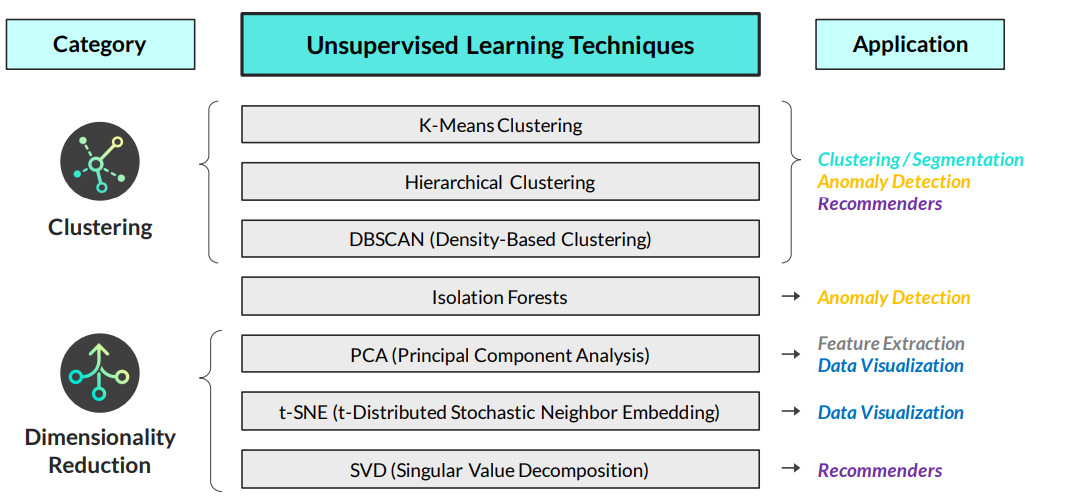 Category
Unsupervised Learning Techniques
Application
K-Means Clustering
Hierarchical Clustering
DBSCAN (Density-Based Clustering)
Clustering
Clustering / Segmentation
Anomaly Detection
Recommenders
Isolation Forests
Anomaly Detection
PCA (Principal Component Analysis)
Feature Extraction
Data Visualization
t-SNE (t-Distributed Stochastic Neighbor Embedding)
Data Visualization
SVD (Singular Value Decomposition)
Recommenders
Dimensionality
Reduction